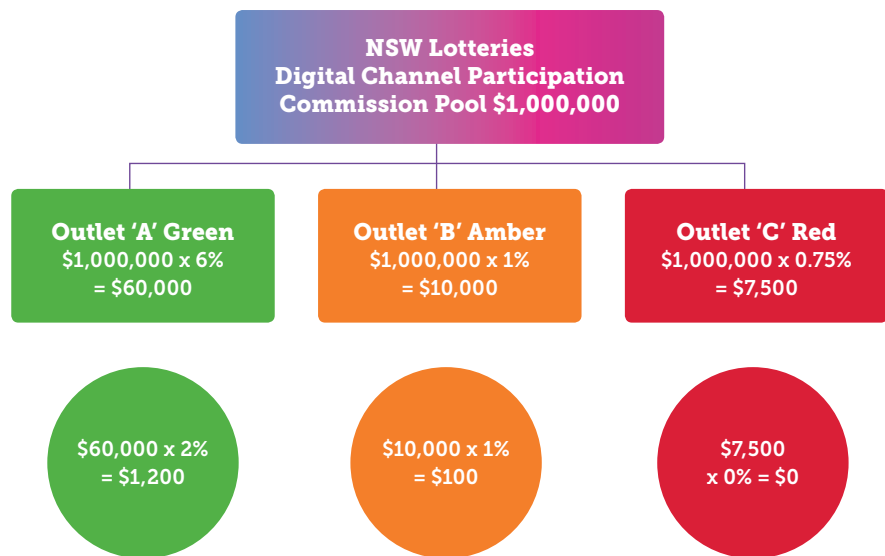 NSW Lotteries
Digital Channel Participation
Commission Pool $1,000,000
Outlet ‘A’ Green
$1,000,000 x 6%
= $60,000
Outlet ‘B’ Amber
$1,000,000 x 1%
= $10,000
Outlet ‘C’ Red
$1,000,000 x 0.75%
= $7,500
$60,000 x 2%
= $1,200
$10,000 x 1%
= $100
$7,500
x 0% = $0